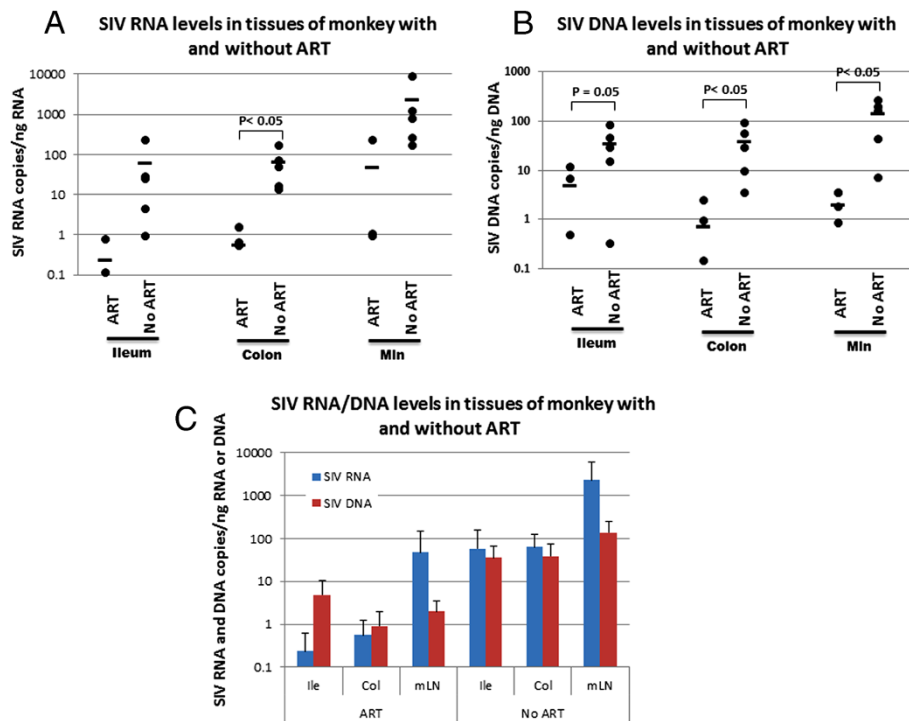 A
SIV RNA levels in tissues of monkey with
and without ART
SIV RNA copies/ng RNA
10000
1000
100
10
1
0.1
P< 0.05
ART
No ART
ART
No ART
ART
No ART
Ileum
Colon
Mln
B
SIV DNA levels in tissues of monkey with
and without ART
SIV DNA copies/ng DNA
1000
100
10
1
0.1
P = 0.05
P< 0.05
P< 0.05
ART
No ART
ART
No ART
ART
No ART
Ileum
Colon
Mln
C
SIV RNA/DNA levels in tissues of monkey with
and without ART
SIV RNA and DNA copies/ng RNA or DNA
10000
1000
100
10
1
0.1
SIV RNA
SIV DNA
Ile
Col
mLN
Ile
Col
mLN
ART
No ART